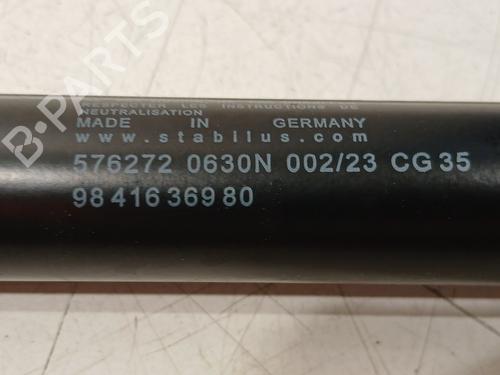 RESPECTER LES INSTRUCTIONS DE
NEUTRALISATION
MADE IN GERMANY
www.stabilus.com
576272 0630N 002/23 CG35
98 416 369 80
B-PARTS